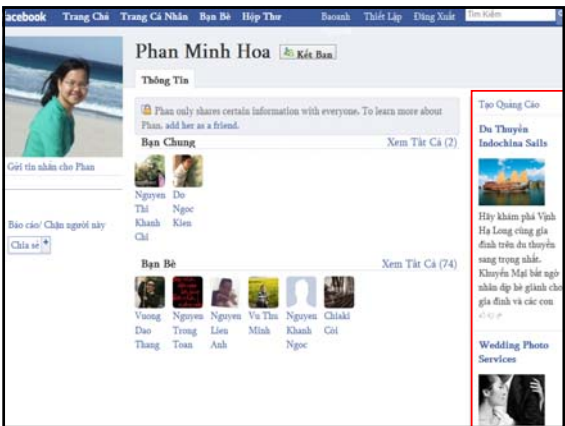 acebook Trang Chủ Trang Cá Nhân Bạn Bè Hộp Thư Baoanh Thiết Lập Đăng Xuất Tìm Kiếm
Phan Minh Hoa Kết Bạn
Thông Tin
Phan only shares certain information with everyone. To learn more about
Phan, add her as a friend.
Bạn Chung Xem Tất Cả (2)
Nguyen
Thi
Khanh
Chi
Do
Ngoc
Kien
Bạn Bè Xem Tất Cả (74)
Vuong
Dao
Thang
Nguyen
Trong
Toan
Nguyen
Lien
Anh
Vu Thu
Minh
Nguyen
Khanh
Ngoc
Chiaki
Còi
Gửi tin nhắn cho Phan
Báo cáo/ Chặn người này
Chia sẻ +
Tạo Quảng Cáo
Du Thuyền
Indochina Sails
Hãy khám phá Vịnh
Hạ Long cùng gia
đình trên du thuyền
sang trọng nhất.
Khuyến Mại bất ngờ
nhân dịp hè giành cho
gia đình và các con
Wedding Photo
Services